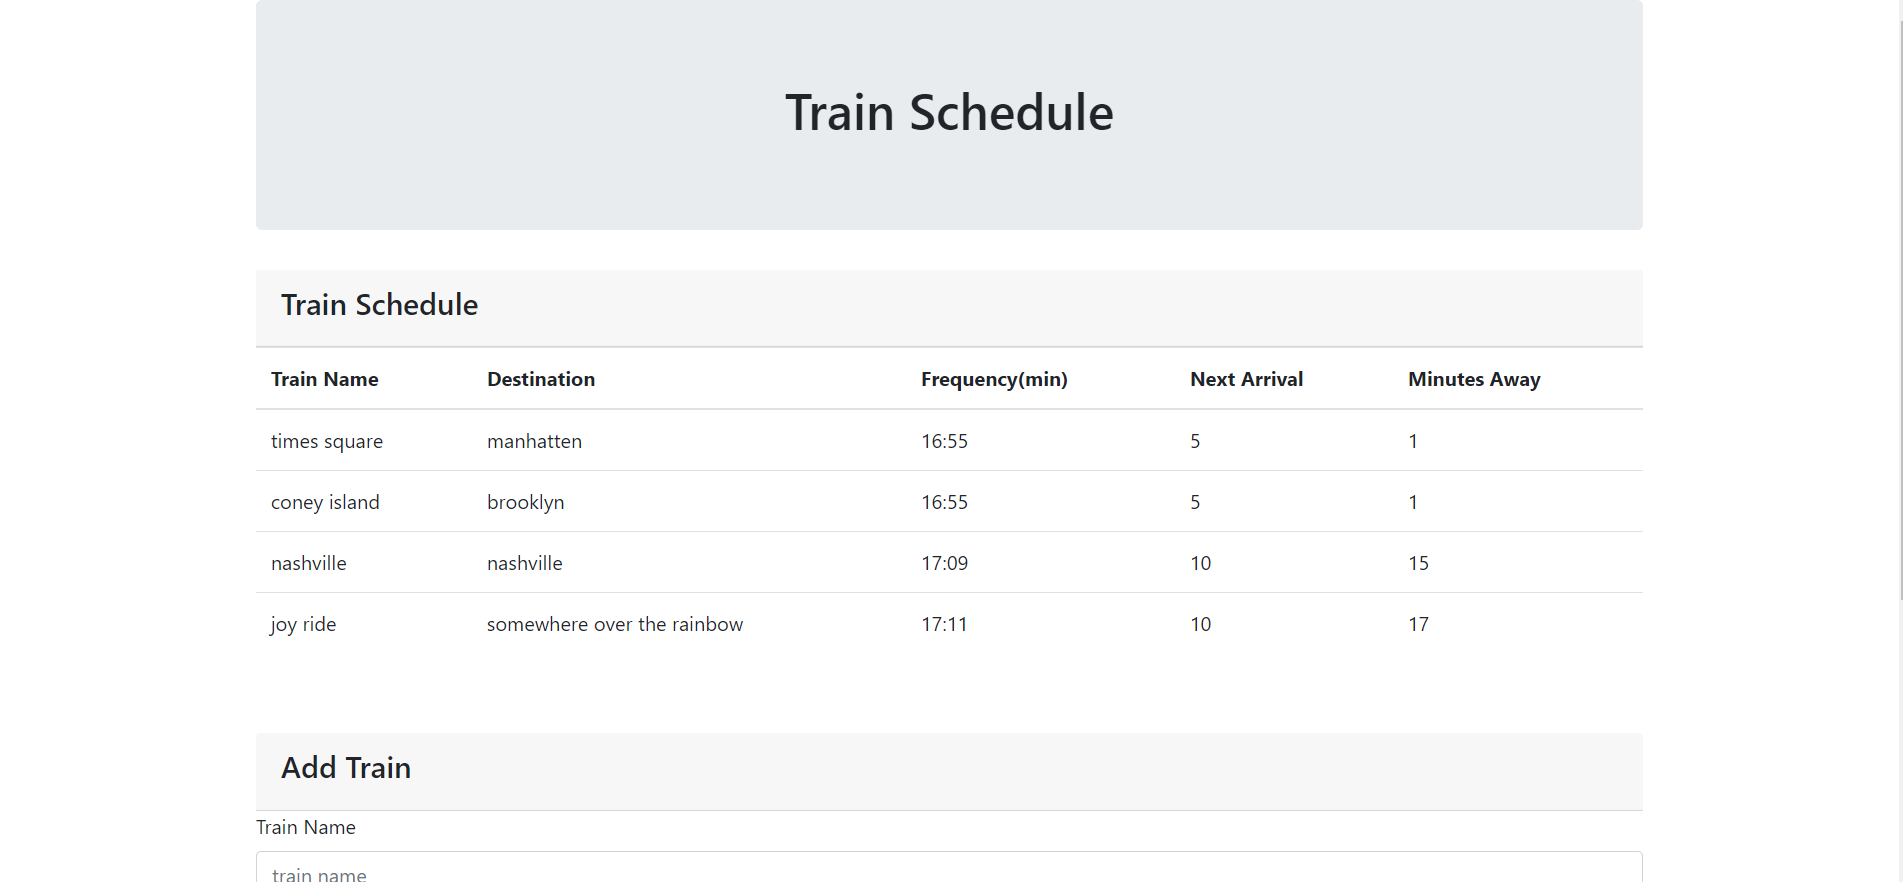 Train Schedule
Train Schedule
Train Name Destination Frequency(min) Next Arrival Minutes Away
times square manhatten 16:55 5 1
coney island brooklyn 16:55 5 1
nashville nashville 17:09 10 15
joy ride somewhere over the rainbow 17:11 10 17
Add Train
Train Name
train name